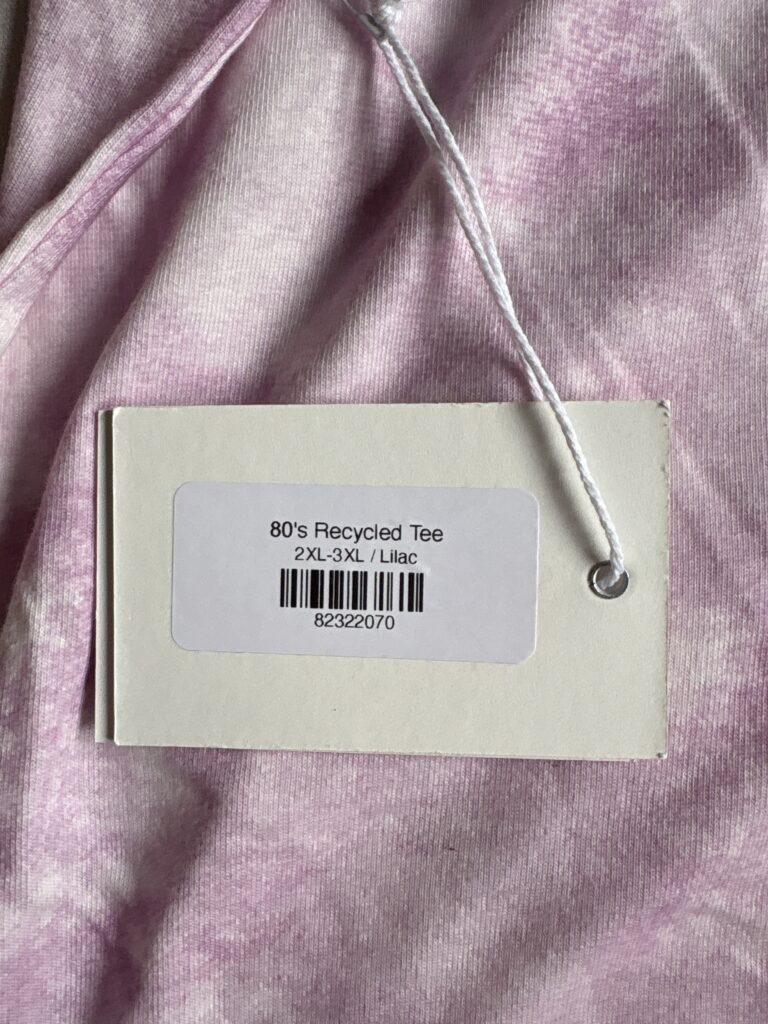 80's Recycled Tee
2XL-3XL / Lilac
82322070